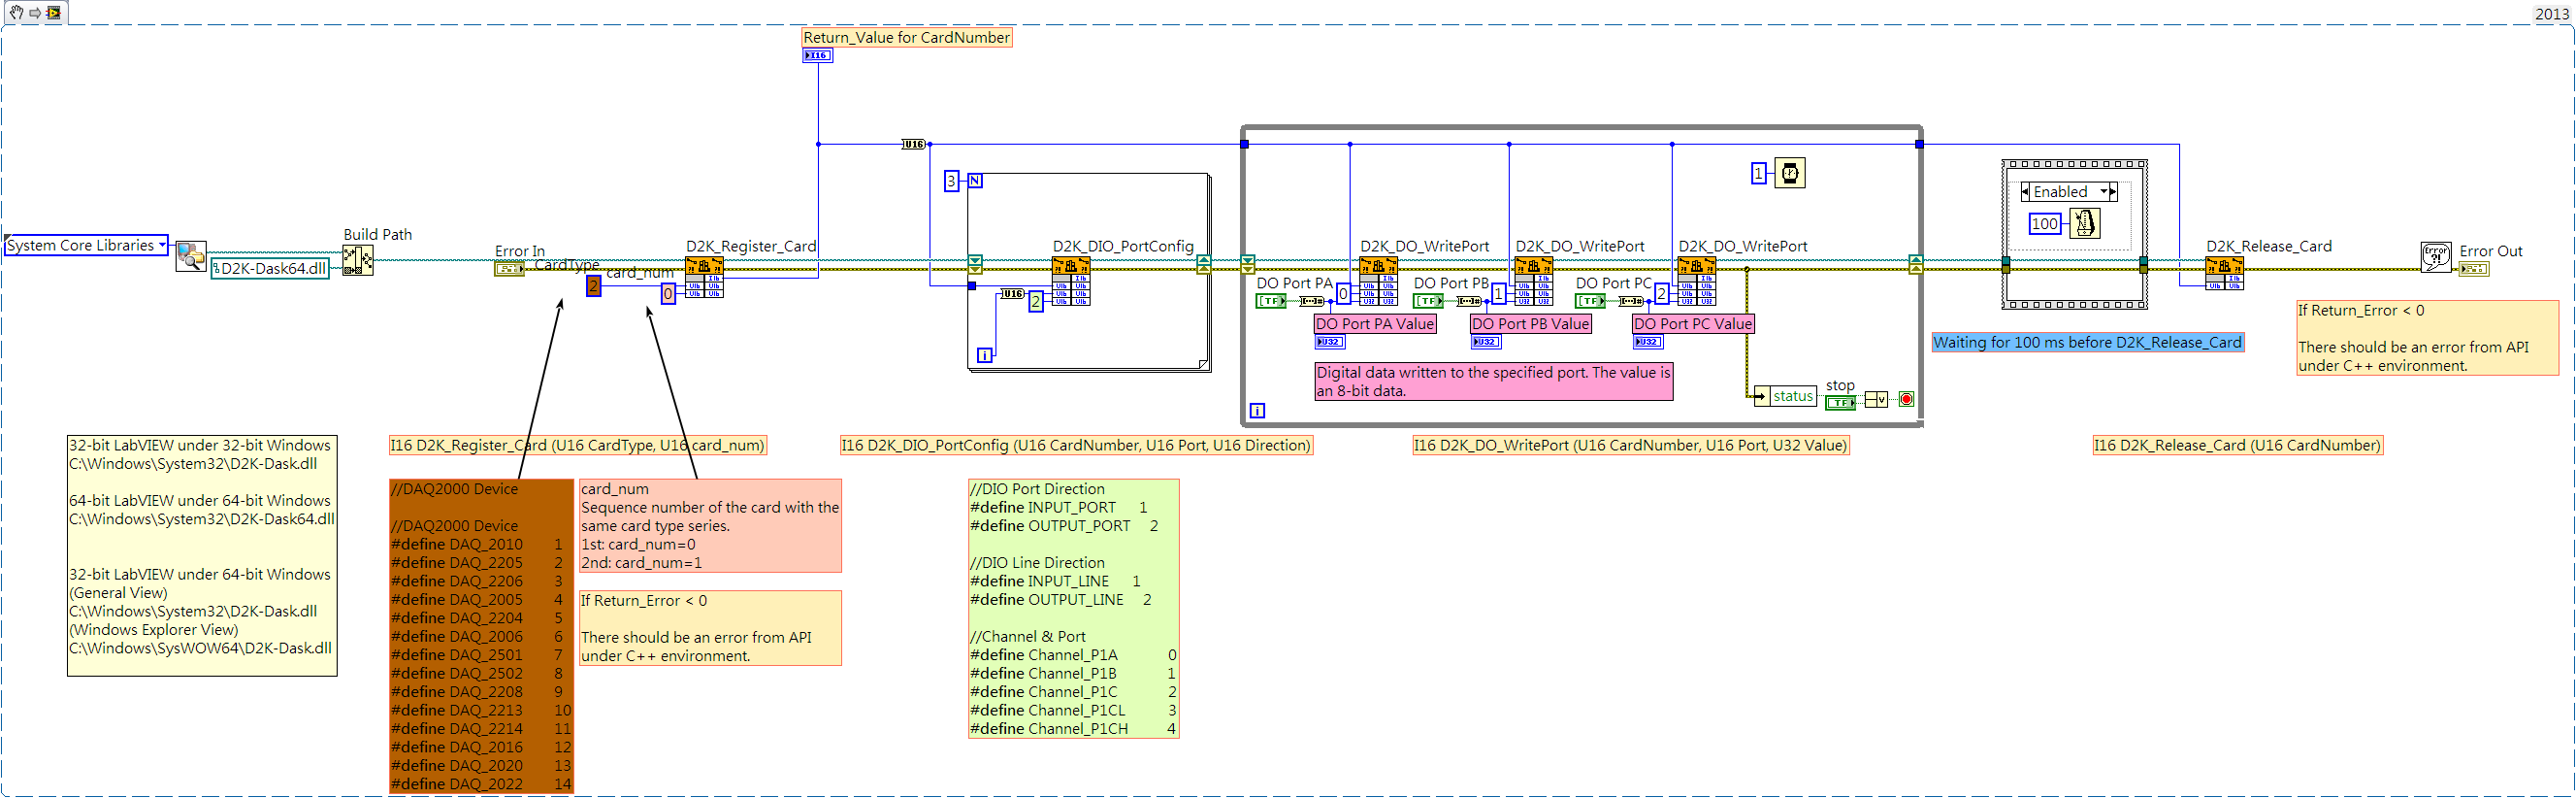 2013
Return_Value for CardNumber
I16
U16
System Core Libraries
D2K-Dask64.dll
Build Path
Error In
CardType
2
card_num
0
D2K_Register_Card
3
N
D2K_DIO_PortConfig
U16
2
i
1
D2K_DO_WritePort
D2K_DO_WritePort
D2K_DO_WritePort
DO Port PA
TF
0
DO Port PB
TF
1
DO Port PC
TF
2
DO Port PA Value
U32
DO Port PB Value
U32
DO Port PC Value
U32
Digital data written to the specified port. The value is
an 8-bit data.
status
stop
TF
i
Enabled
100
Waiting for 100 ms before D2K_Release_Card
D2K_Release_Card
Error
?!
Error Out
If Return_Error < 0
There should be an error from API
under C++ environment.
32-bit LabVIEW under 32-bit Windows
C:\Windows\System32\D2K-Dask.dll
64-bit LabVIEW under 64-bit Windows
C:\Windows\System32\D2K-Dask64.dll
32-bit LabVIEW under 64-bit Windows
(General View)
C:\Windows\System32\D2K-Dask.dll
(Windows Explorer View)
C:\Windows\SysWOW64\D2K-Dask.dll
I16 D2K_Register_Card (U16 CardType, U16 card_num)
//DAQ2000 Device
//DAQ2000 Device
#define DAQ_2010 1
#define DAQ_2205 2
#define DAQ_2206 3
#define DAQ_2005 4
#define DAQ_2204 5
#define DAQ_2006 6
#define DAQ_2501 7
#define DAQ_2502 8
#define DAQ_2208 9
#define DAQ_2213 10
#define DAQ_2214 11
#define DAQ_2016 12
#define DAQ_2020 13
#define DAQ_2022 14
card_num
Sequence number of the card with the
same card type series.
1st: card_num=0
2nd: card_num=1
If Return_Error < 0
There should be an error from API
under C++ environment.
I16 D2K_DIO_PortConfig (U16 CardNumber, U16 Port, U16 Direction)
//DIO Port Direction
#define INPUT_PORT 1
#define OUTPUT_PORT 2
//DIO Line Direction
#define INPUT_LINE 1
#define OUTPUT_LINE 2
//Channel & Port
#define Channel_P1A 0
#define Channel_P1B 1
#define Channel_P1C 2
#define Channel_P1CL 3
#define Channel_P1CH 4
I16 D2K_DO_WritePort (U16 CardNumber, U16 Port, U32 Value)
I16 D2K_Release_Card (U16 CardNumber)